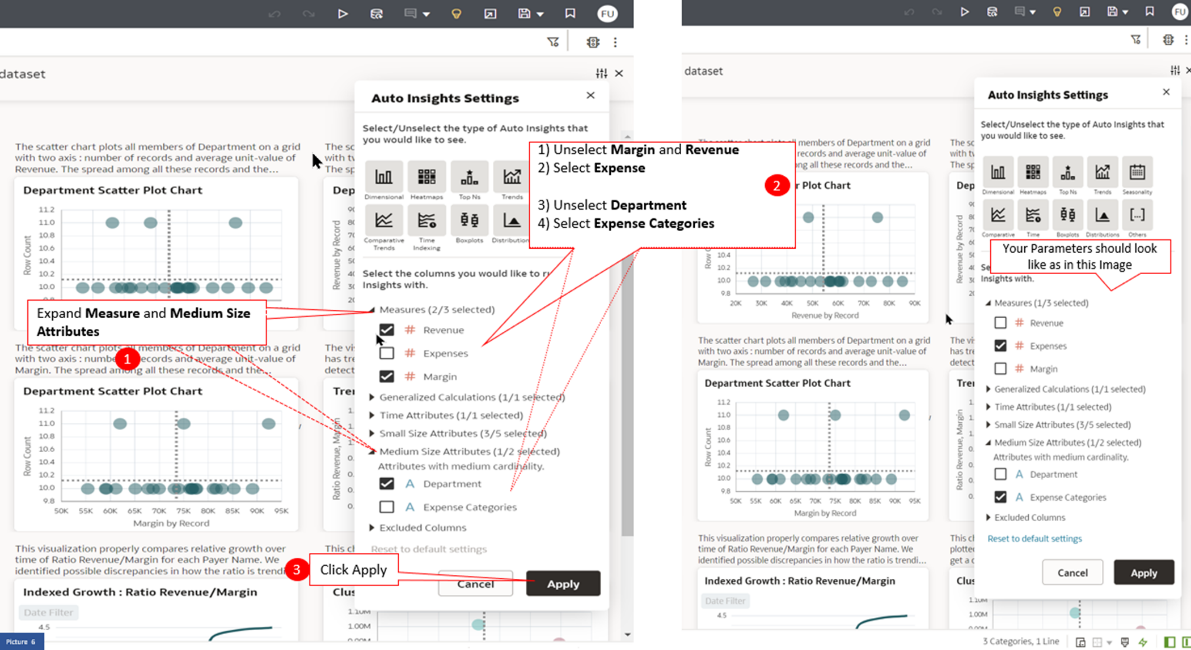 FU
dataset
The scatter chart plots all members of Department on a grid
with two axis : number of records and average unit-value of
Revenue. The spread among all these records and the...
Department Scatter Plot Chart
Row Count
11.2
11.0
10.8
10.6
10.4
10.2
10.0
The scatter chart plots all members of Department on a grid
with two axis : number of records and average unit-value of
Margin. The spread among all these records and the...
Department Scatter Plot Chart
Row Count
11.2
11.0
10.8
10.6
10.4
10.2
10.0
9.8
50K 55K 60K 65K 70K 75K 80K 85K 90K 95K
Margin by Record
This visualization properly compares relative growth over
time of Ratio Revenue/Margin for each Payer Name. We
identified possible discrepancies in how the ratio is trendi
Indexed Growth : Ratio Revenue/Margin
Date Filter
4.5
Picture 6
Auto Insights Settings
Select/Unselect the type of Auto Insights that
you would like to see.
Dimensional Heatmaps Top Ns Trends
Comparative Trends Time Indexing Boxplots Distribution
Select the columns you would like to ru
Insights with.
Measures (2/3 selected)
Revenue
Expenses
Margin
Generalized Calculations (1/1 selected)
Time Attributes (1/1 selected)
Small Size Attributes (3/5 selected)
Medium Size Attributes (1/2 selected)
Attributes with medium cardinality.
Department
Expense Categories
Excluded Columns
Reset to default settings
Cancel Apply
1.10M
1.00M
1
Expand Measure and Medium Size
Attributes
2
1) Unselect Margin and Revenue
2) Select Expense
3) Unselect Department
4) Select Expense Categories
3
Click Apply
FU
dataset
r Plot Chart
10.4
10.2
10.0
9.8
20K 30K 40K 50K 60K 70K 80K 90K
Revenue by Record
The scatter chart plots all members of Department on a grid
with two axis : number of records and average unit-value of
Margin. The spread among all these records and the...
Department Scatter Plot Chart
Row Count
11.2
11.0
10.8
10.6
10.4
10.2
10.0
9.8
55K 60K 65K 70K 75K 80K 85K 90K 95K
Margin by Record
This visualization properly compares relative growth over
time of Ratio Revenue/Margin for each Payer Name. We
identified possible discrepancies in how the ratio is trendi...
Indexed Growth : Ratio Revenue/Margin
Date Filter
4.5
Auto Insights Settings
Select/Unselect the type of Auto Insights that
you would like to see.
Dimensional Heatmaps Top Ns Trends Seasonality
Comparative Trends Time Indexing Boxplots Distributions Others
Your Parameters should look
like as in this Image
Insights with.
Measures (1/3 selected)
Revenue
Expenses
Margin
Generalized Calculations (1/1 selected)
Time Attributes (1/1 selected)
Small Size Attributes (3/5 selected)
Medium Size Attributes (1/2 selected)
Attributes with medium cardinality.
Department
Expense Categories
Excluded Columns
Reset to default settings
Cancel Apply
1.10M
1.00M
3 Categories, 1 Line